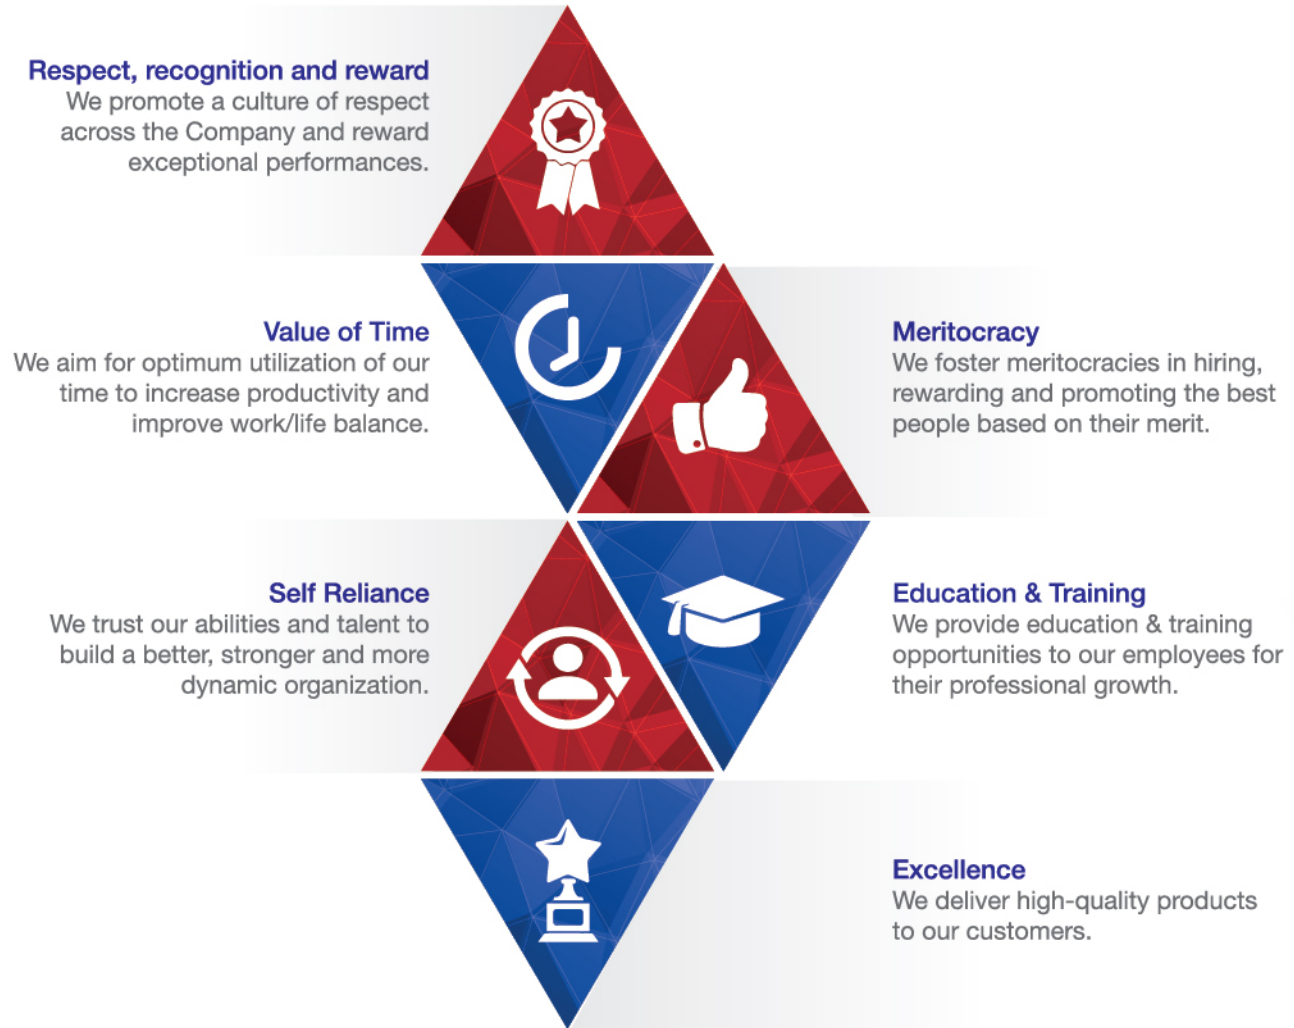 Respect, recognition and reward
We promote a culture of respect
across the Company and reward
exceptional performances.
Value of Time
We aim for optimum utilization of our
time to increase productivity and
improve work/life balance.
Meritocracy
We foster meritocracies in hiring,
rewarding and promoting the best
people based on their merit.
Self Reliance
We trust our abilities and talent to
build a better, stronger and more
dynamic organization.
Education & Training
We provide education & training
opportunities to our employees for
their professional growth.
Excellence
We deliver high-quality products
to our customers.